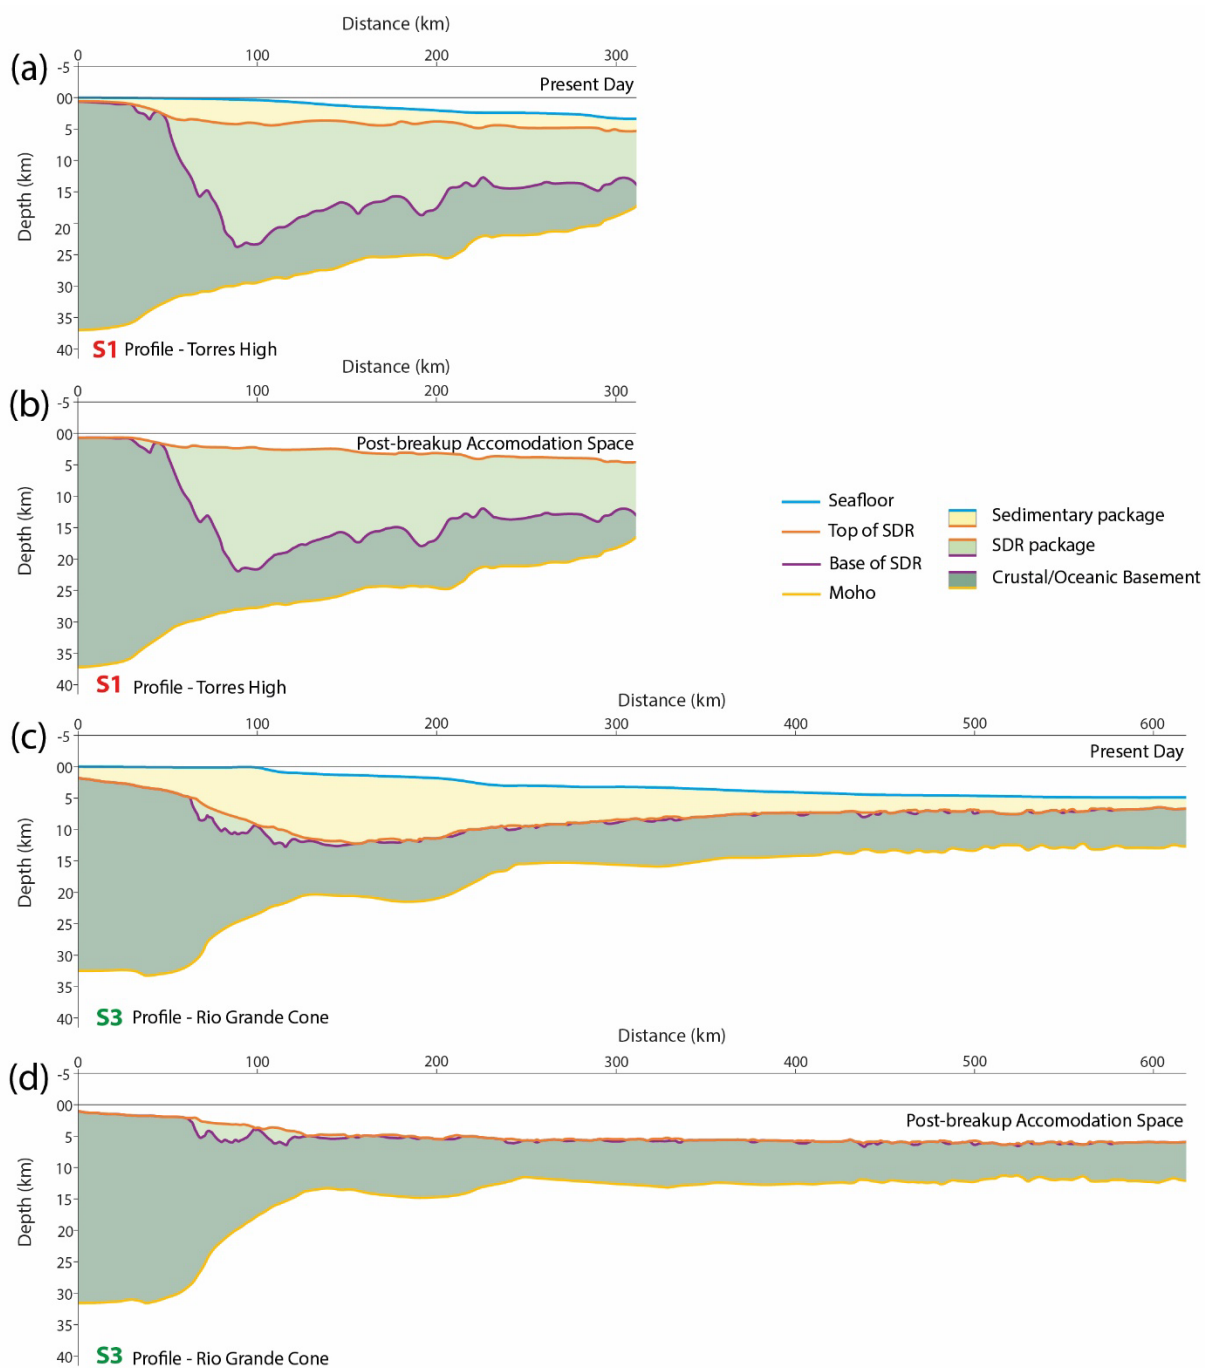 Distance (km)
0 100 200 300
(a)
-5
Present Day
00
5
10
15
20
25
30
35
40
Depth (km)
S1 Profile - Torres High
Distance (km)
0 100 200 300
(b)
-5
00
Post-breakup Accomodation Space
5
10
15
20
25
30
35
40
Depth (km)
S1 Profile - Torres High
Seafloor
Top of SDR
Base of SDR
Moho
Sedimentary package
SDR package
Crustal/Oceanic Basement
Distance (km)
0 100 200 300 400 500 600
(c)
-5
Present Day
00
5
10
15
20
25
30
35
40
Depth (km)
S3 Profile - Rio Grande Cone
Distance (km)
0 100 200 300 400 500 600
(d)
-5
00
Post-breakup Accomodation Space
5
10
15
20
25
30
35
40
Depth (km)
S3 Profile - Rio Grande Cone